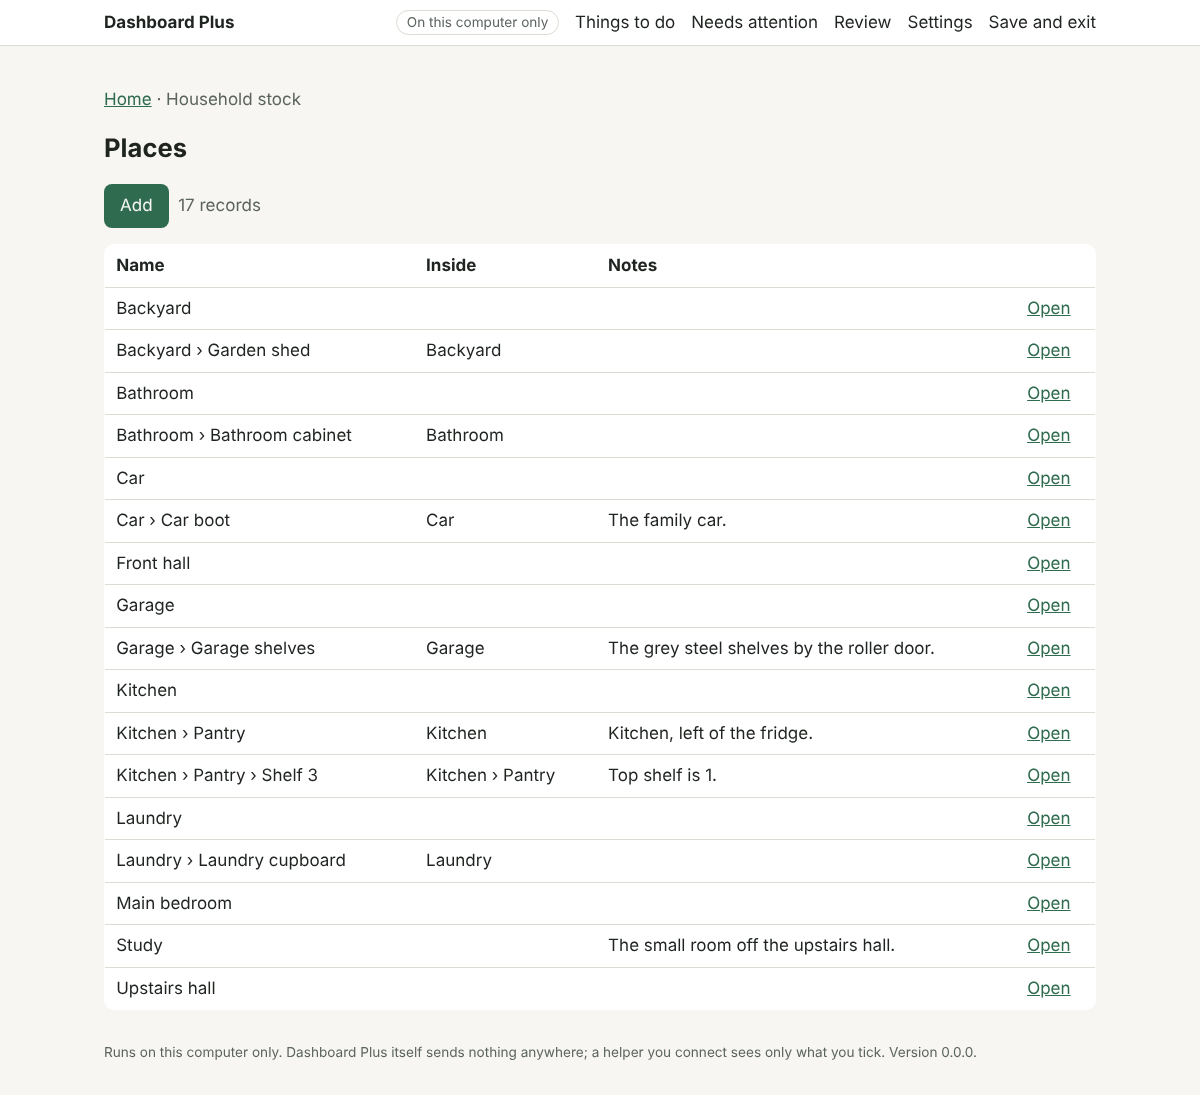 Dashboard Plus On this computer only Things to do Needs attention Review Settings Save and exit
Home · Household stock
Places
Add 17 records
Name Inside Notes
Backyard Open
Backyard › Garden shed Backyard Open
Bathroom Open
Bathroom › Bathroom cabinet Bathroom Open
Car Open
Car › Car boot Car The family car. Open
Front hall Open
Garage Open
Garage › Garage shelves Garage The grey steel shelves by the roller door. Open
Kitchen Open
Kitchen › Pantry Kitchen Kitchen, left of the fridge. Open
Kitchen › Pantry › Shelf 3 Kitchen › Pantry Top shelf is 1. Open
Laundry Open
Laundry › Laundry cupboard Laundry Open
Main bedroom Open
Study The small room off the upstairs hall. Open
Upstairs hall Open
Runs on this computer only. Dashboard Plus itself sends nothing anywhere; a helper you connect sees only what you tick. Version 0.0.0.